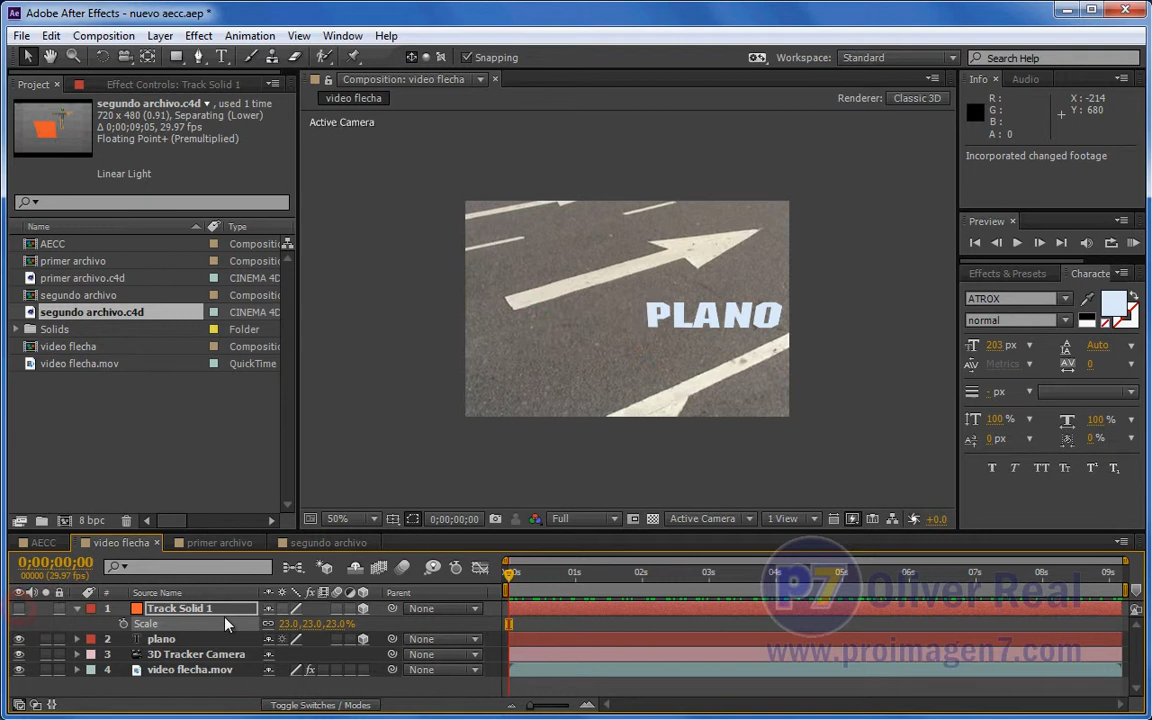 Adobe After Effects - nuevo aecc.aep *
File Edit Composition Layer Effect Animation View Window Help
Snapping
Workspace: Standard
Search Help
Project
Effect Controls: Track Solid 1
Composition: video flecha
Info
Audio
segundo archivo.c4d , used 1 time
720 x 480 (0.91), Separating (Lower)
Δ 0;00;09;05, 29.97 fps
Floating Point+ (Premultiplied)
Linear Light
video flecha
Renderer: Classic 3D
Active Camera
R :
G :
B :
A : 0
X : -214
Y : 680
Incorporated changed footage
Name Type
AECC Compositi
primer archivo Compositi
primer archivo.c4d CINEMA 4D
segundo archivo Compositi
segundo archivo.c4d CINEMA 4D
Solids Folder
video flecha Compositi
video flecha.mov QuickTime
PLANO
Preview
Effects & Presets
Characte
ATROX
normal
203 px
Auto
Metrics
0
- px
100 %
100 %
0 px
0 %
T T TT Tт T¹ T₁
8 bpc
50%
0;00;00;00
Full
Active Camera
1 View
+0.0
AECC
video flecha
primer archivo
segundo archivo
0;00;00;00
00000 (29.97 fps)
00s 01s 02s 03s 04s 05s 06s 07s 08s 09s
# Source Name Parent
1 Track Solid 1 None
Scale 23.0,23.0,23.0%
2 plano None
3 3D Tracker Camera None
4 video flecha.mov None
Toggle Switches / Modes
P7 Oliver Real
www.proimagen7.com